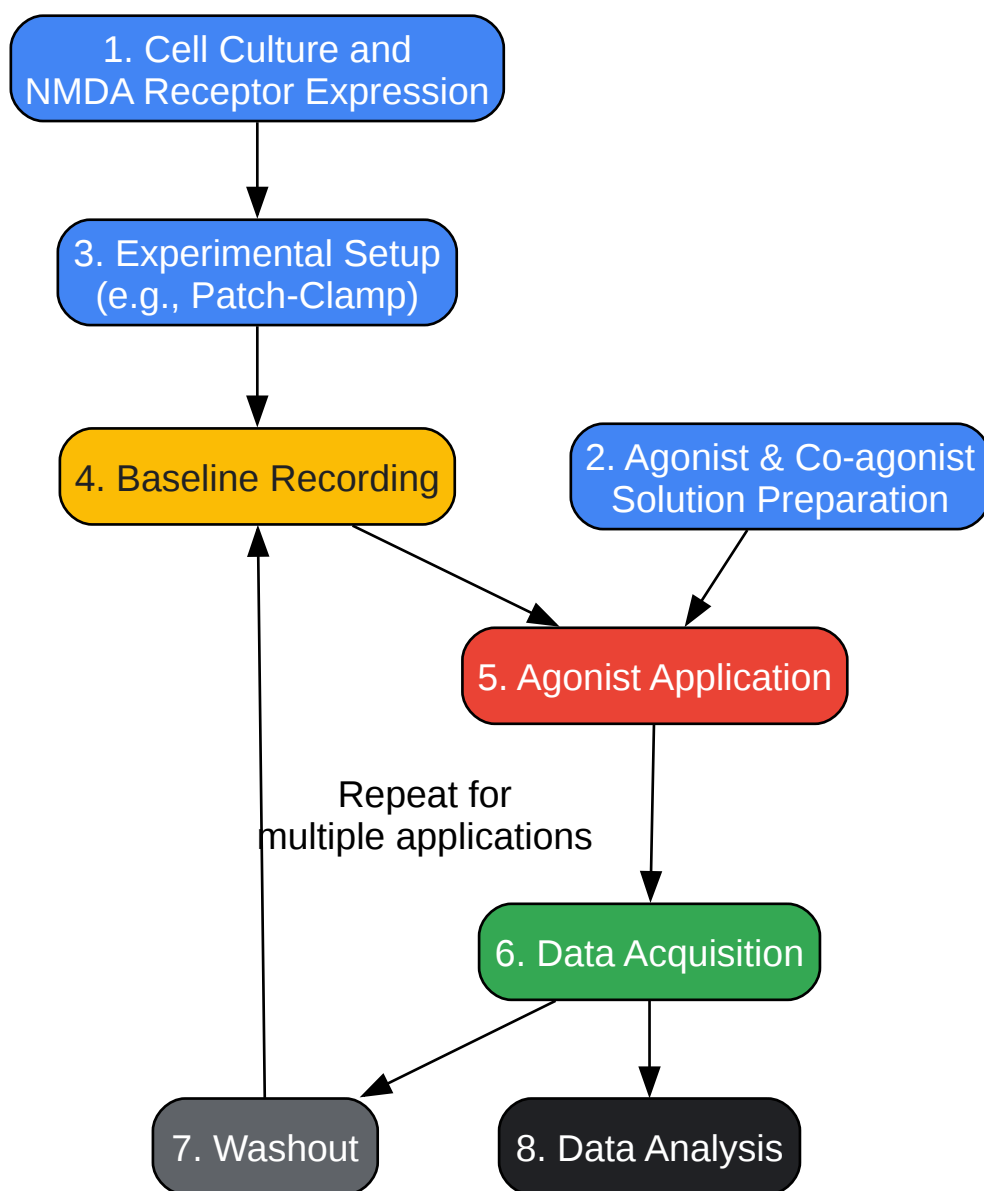 1. Cell Culture and
NMDA Receptor Expression
3. Experimental Setup
(e.g., Patch-Clamp)
4. Baseline Recording
2. Agonist & Co-agonist
Solution Preparation
5. Agonist Application
Repeat for
multiple applications
6. Data Acquisition
7. Washout
8. Data Analysis